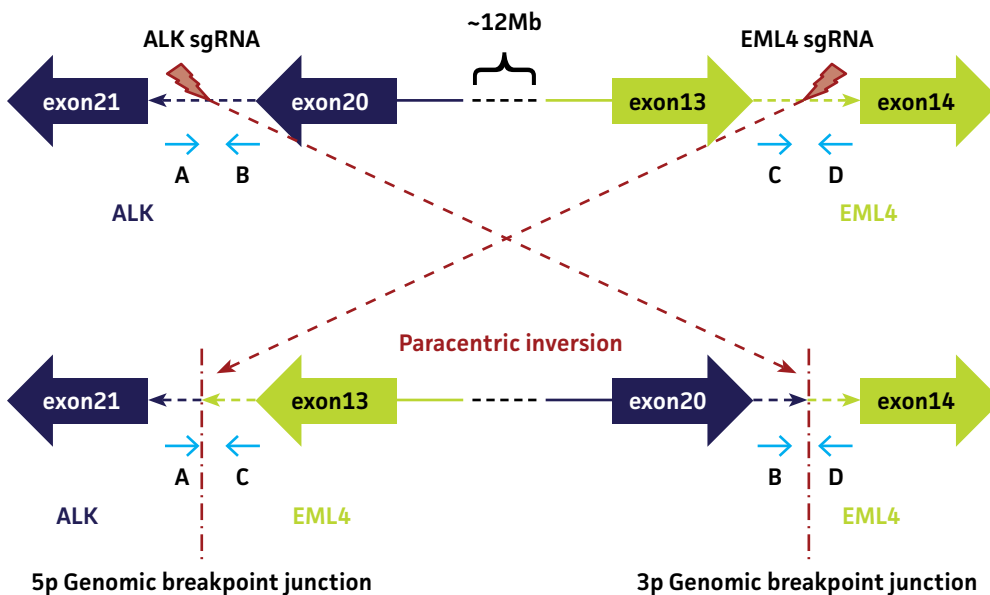 ~12Mb
ALK sgRNA
EML4 sgRNA
exon21
exon20
exon13
exon14
A
B
C
D
ALK
EML4
Paracentric inversion
exon21
exon13
exon20
exon14
A
C
B
D
ALK
EML4
EML4
5p Genomic breakpoint junction
3p Genomic breakpoint junction